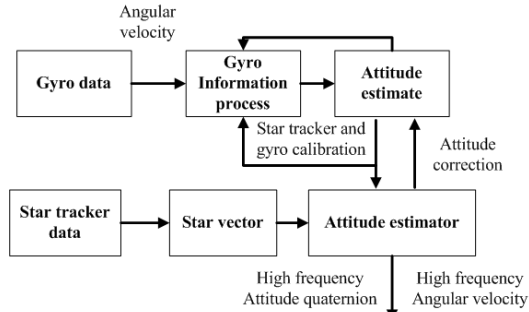 Angular
velocity
Gyro data
Gyro
Information
process
Attitude
estimate
Star tracker and
gyro calibration
Attitude
correction
Star tracker
data
Star vector
Attitude estimator
High frequency
Attitude quaternion
High frequency
Angular velocity